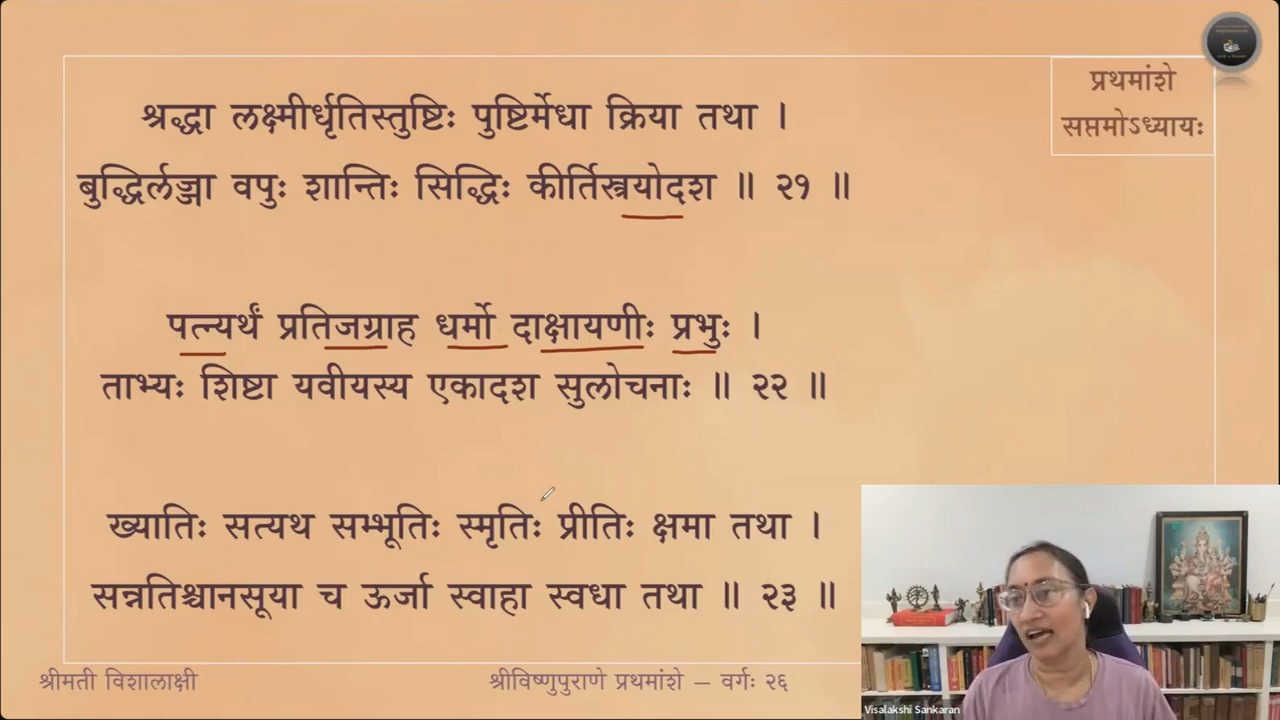 प्रथमांशे
सप्तमोऽध्यायः
श्रद्धा लक्ष्मीर्धृतिस्तुष्टिः पुष्टिर्मेधा क्रिया तथा ।
बुद्धिर्लज्जा वपुः शान्तिः सिद्धिः कीर्तिस्त्रयोदश ॥ २१ ॥
पत्न्यर्थं प्रतिजग्राह धर्मो दाक्षायणीः प्रभुः ।
ताभ्यः शिष्टा यवीयस्य एकादश सुलोचनाः ॥ २२ ॥
ख्यातिः सत्यथ सम्भूतिः स्मृतिः प्रीतिः क्षमा तथा ।
सन्नतिश्चानसूया च ऊर्जा स्वाहा स्वधा तथा ॥ २३ ॥
श्रीमती विशालाक्षी
श्रीविष्णुपुराणे प्रथमांशे – वर्गः २६
Visalakshi Sankaran